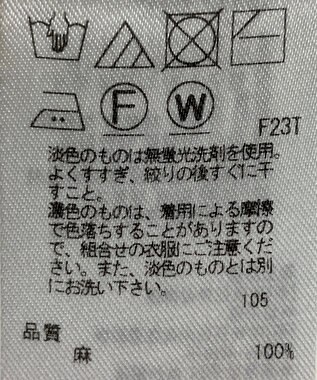 F
W
F23T
淡色のものは無蛍光洗剤を使用。
よくすすぎ、絞りの後すぐに干
すこと。
濃色のものは、着用による摩擦
で色落ちすることがありますの
で、組合せの衣服にご注意くだ
さい。また、淡色のものとは別
にお洗い下さい。
105
品質
麻 100%